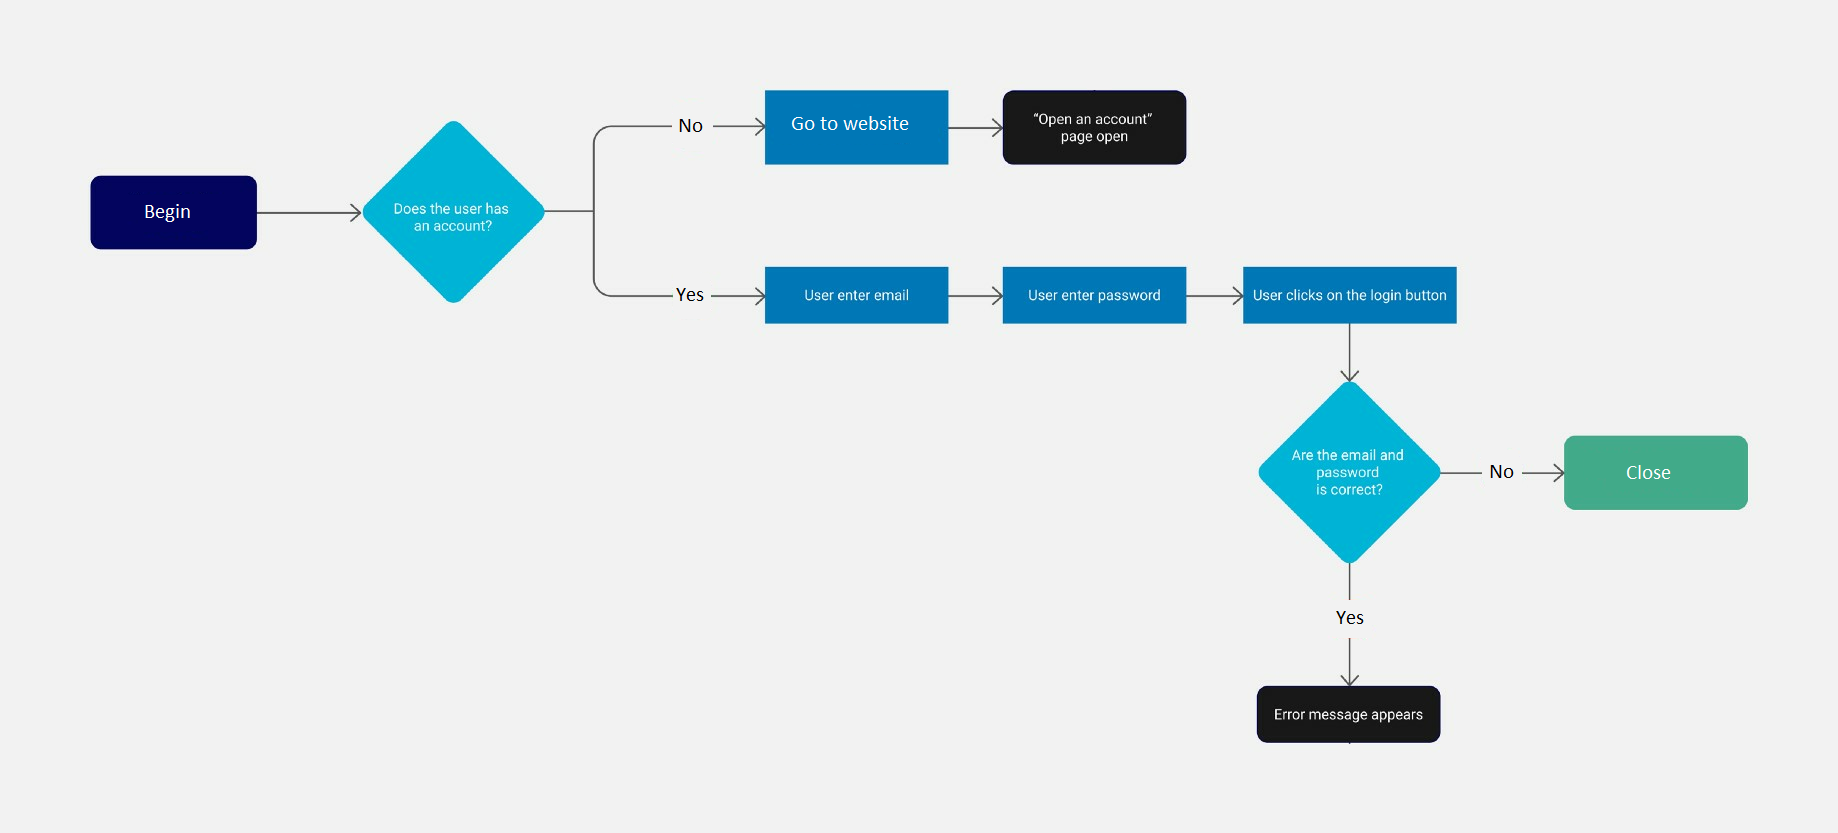 Begin
Does the user has
an account?
No
Go to website
“Open an account”
page open
Yes
User enter email
User enter password
User clicks on the login button
Are the email and
password
is correct?
No
Close
Yes
Error message appears